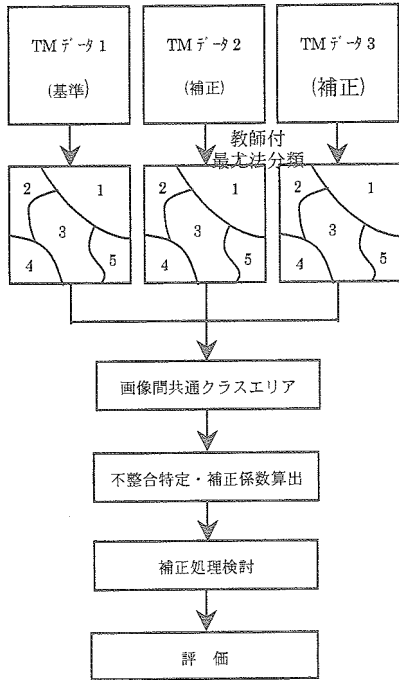 TMデータ1
(基準)
TMデータ2
(補正)
TMデータ3
(補正)
教師付
最尤法分類
2
1
3
4
5
2
1
3
4
5
2
1
3
4
5
画像間共通クラスエリア
不整合特定・補正係数算出
補正処理検討
評 価